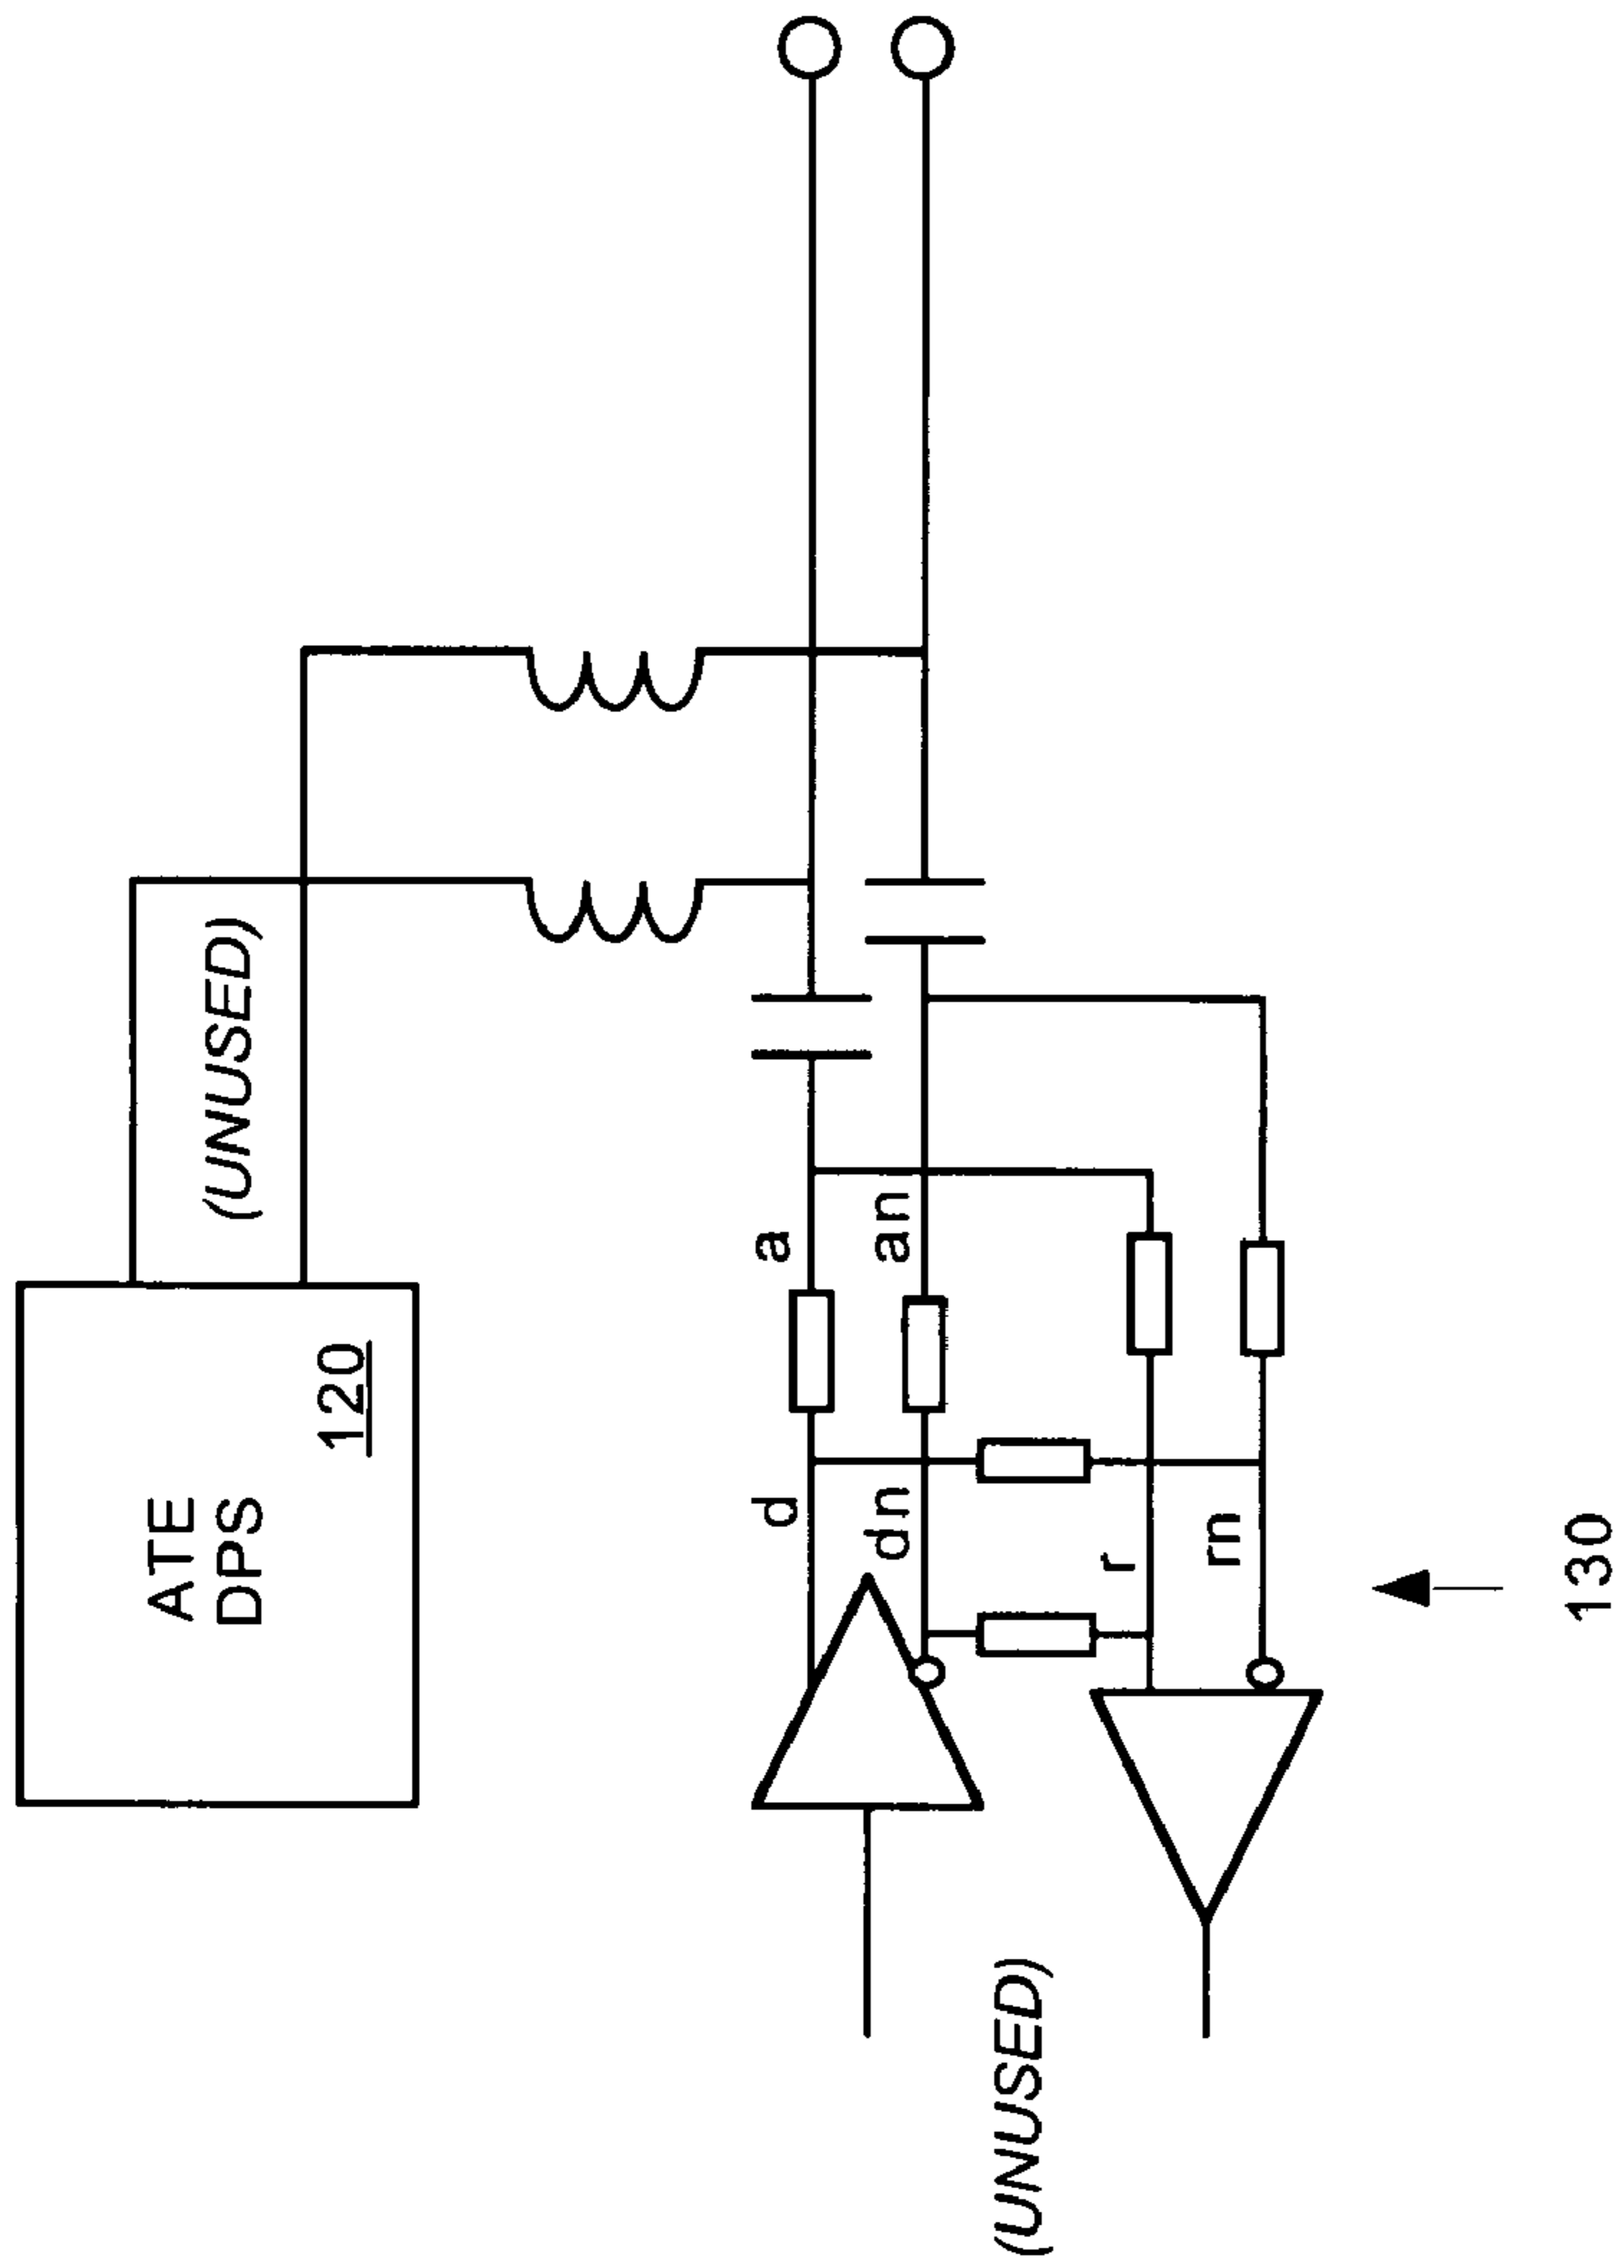 ATE
DPS
(UNUSED)
120
d
a
dn
an
(UNUSED)
r
rn
130